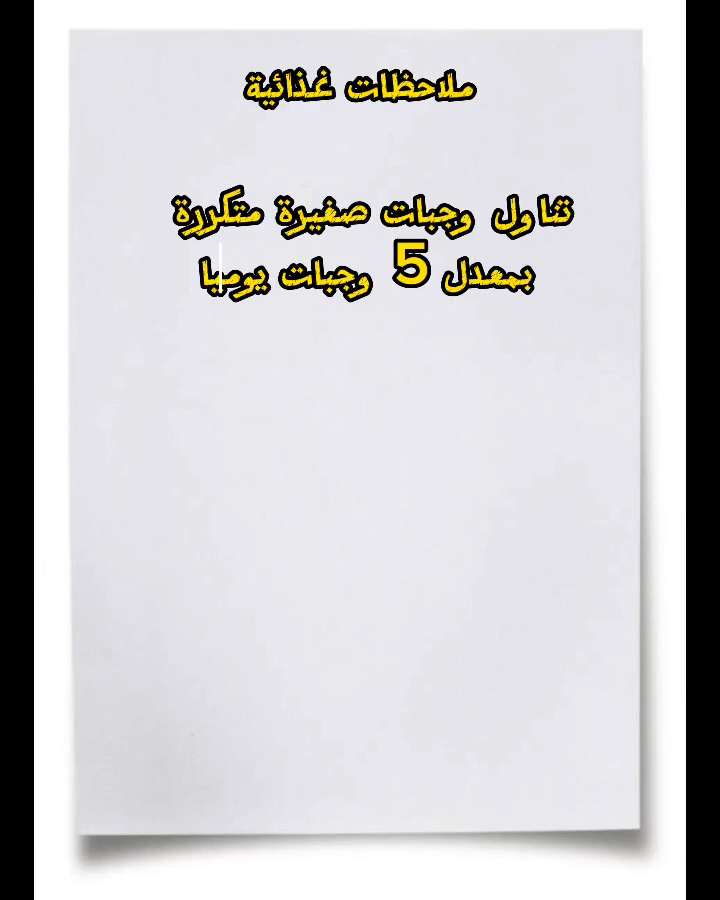 ملاحظات غذائية
تناول وجبات صغيرة متكررة
بمعدل 5 وجبات يوميا